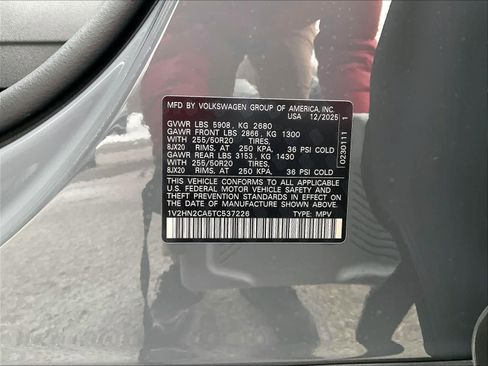 MFD BY VOLKSWAGEN GROUP OF AMERICA, INC.
USA 12/2025
GVWR LBS 5908, KG 2680
GAWR FRONT LBS 2866, KG 1300
WITH 255/50R20 TIRES,
8JX20 RIMS, AT 250 KPA, 36 PSI COLD
GAWR REAR LBS 3153, KG 1430
WITH 255/50R20 TIRES,
8JX20 RIMS, AT 250 KPA, 36 PSI COLD
THIS VEHICLE CONFORMS TO ALL APPLICABLE
U.S. FEDERAL MOTOR VEHICLE SAFETY AND
THEFT PREVENTION STANDARDS IN EFFECT ON
THE DATE OF MANUFACTURE SHOWN ABOVE.
1V2HN2CA5TC537226 TYPE: MPV
0230111 1